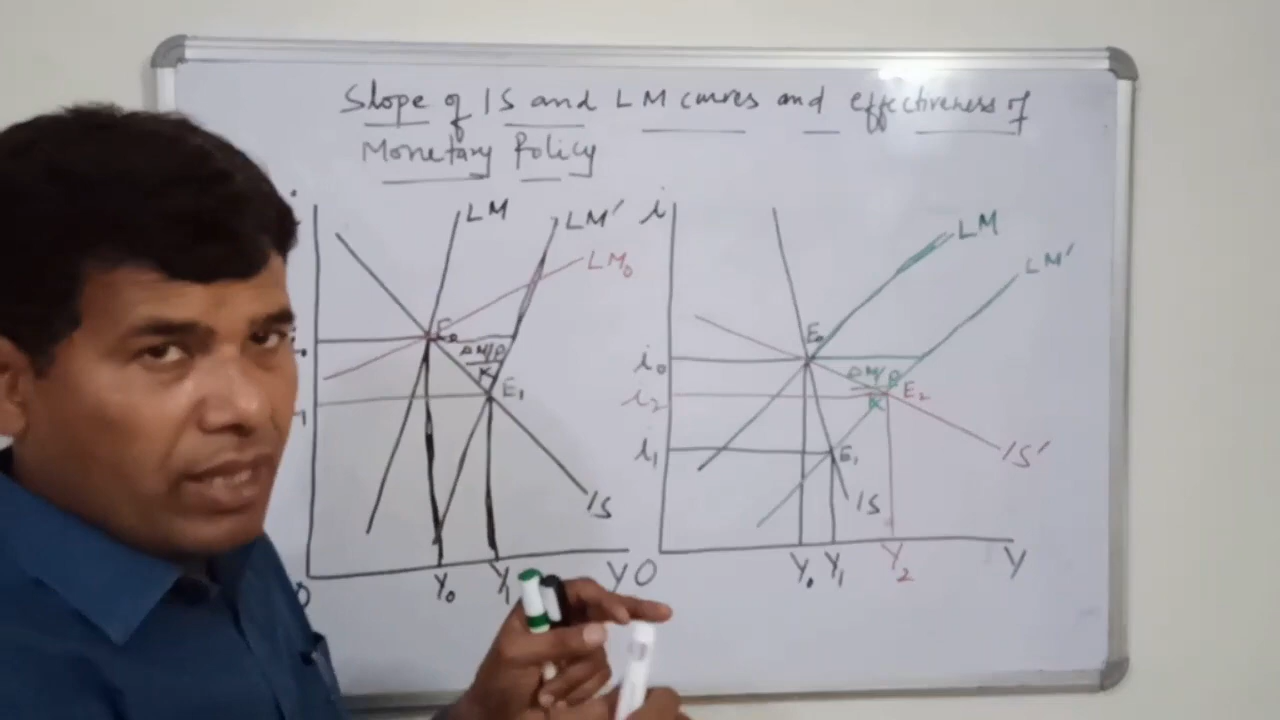 Slope of IS and LM curves and effectiveness of
Monetary Policy
LM
LM'
LM₀
E₀
ΔM/P
K
E₁
IS
Y₀
Y₁
Y
O
i
LM
LM'
E₀
i₀
ΔM/P
K
E₂
i₂
i₁
E₁
IS'
IS
O
Y₀
Y₁
Y₂
Y